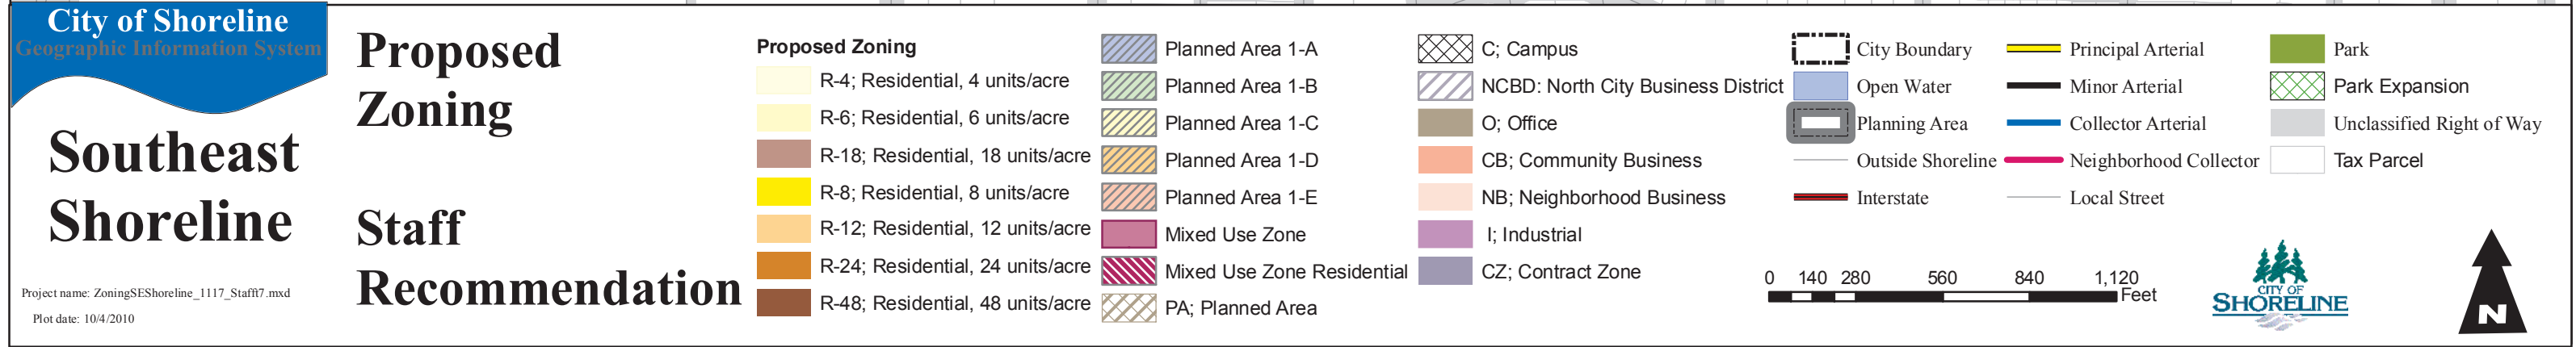 City of Shoreline
Geographic Information System
Southeast
Shoreline
Project name: ZoningSEShoreline_1117_Stafft7.mxd
Plot date: 10/4/2010
Proposed
Zoning
Staff
Recommendation
Proposed Zoning
R-4; Residential, 4 units/acre
R-6; Residential, 6 units/acre
R-18; Residential, 18 units/acre
R-8; Residential, 8 units/acre
R-12; Residential, 12 units/acre
R-24; Residential, 24 units/acre
R-48; Residential, 48 units/acre
Planned Area 1-A
Planned Area 1-B
Planned Area 1-C
Planned Area 1-D
Planned Area 1-E
Mixed Use Zone
Mixed Use Zone Residential
PA; Planned Area
C; Campus
NCBD: North City Business District
O; Office
CB; Community Business
NB; Neighborhood Business
I; Industrial
CZ; Contract Zone
City Boundary
Open Water
Planning Area
Outside Shoreline
Interstate
Principal Arterial
Minor Arterial
Collector Arterial
Neighborhood Collector
Local Street
Park
Park Expansion
Unclassified Right of Way
Tax Parcel
0 140 280 560 840 1,120
Feet
CITY OF
SHORELINE
N